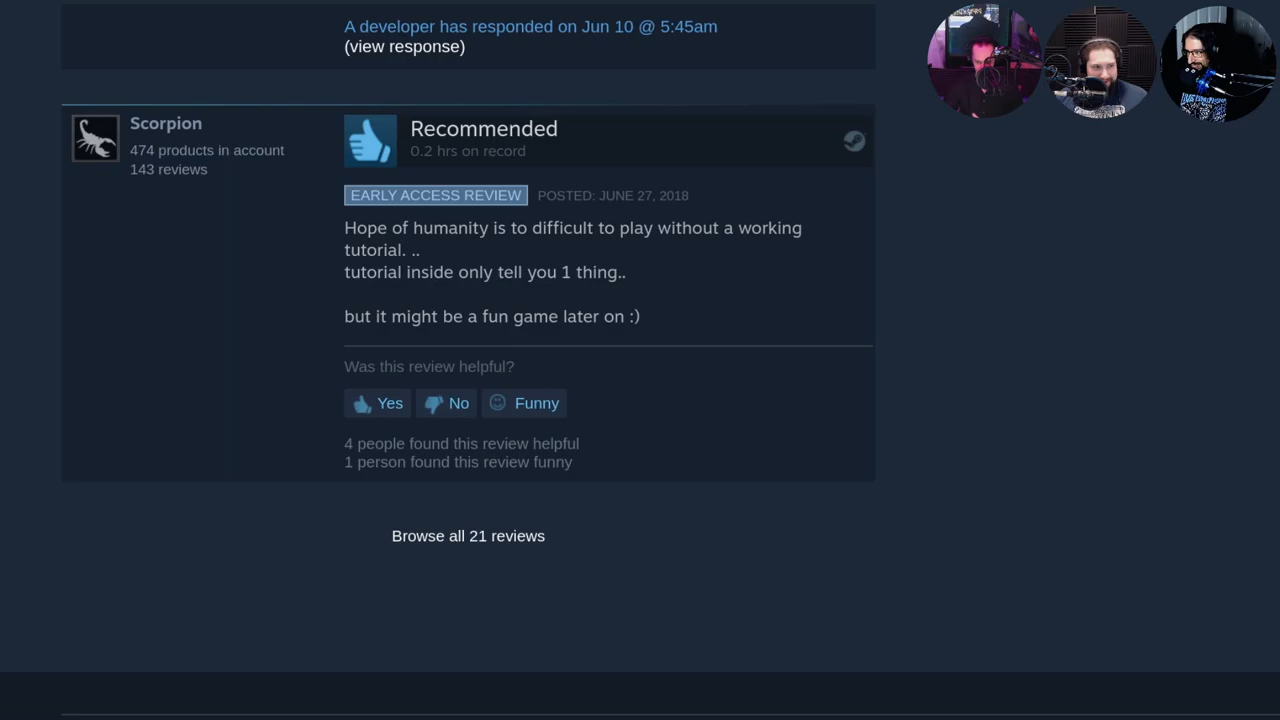 A developer has responded on Jun 10 @ 5:45am
(view response)
Scorpion
474 products in account
143 reviews
Recommended
0.2 hrs on record
EARLY ACCESS REVIEW POSTED: JUNE 27, 2018
Hope of humanity is to difficult to play without a working
tutorial. ..
tutorial inside only tell you 1 thing..
but it might be a fun game later on :)
Was this review helpful?
Yes No Funny
4 people found this review helpful
1 person found this review funny
Browse all 21 reviews